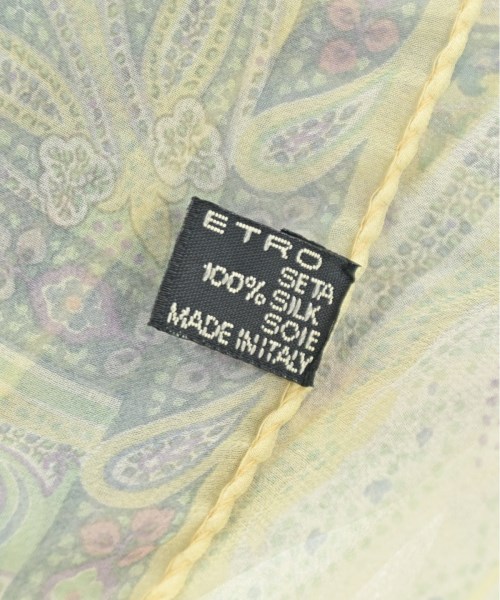 ETRO
SETA
100% SILK
SOIE
MADE IN ITALY